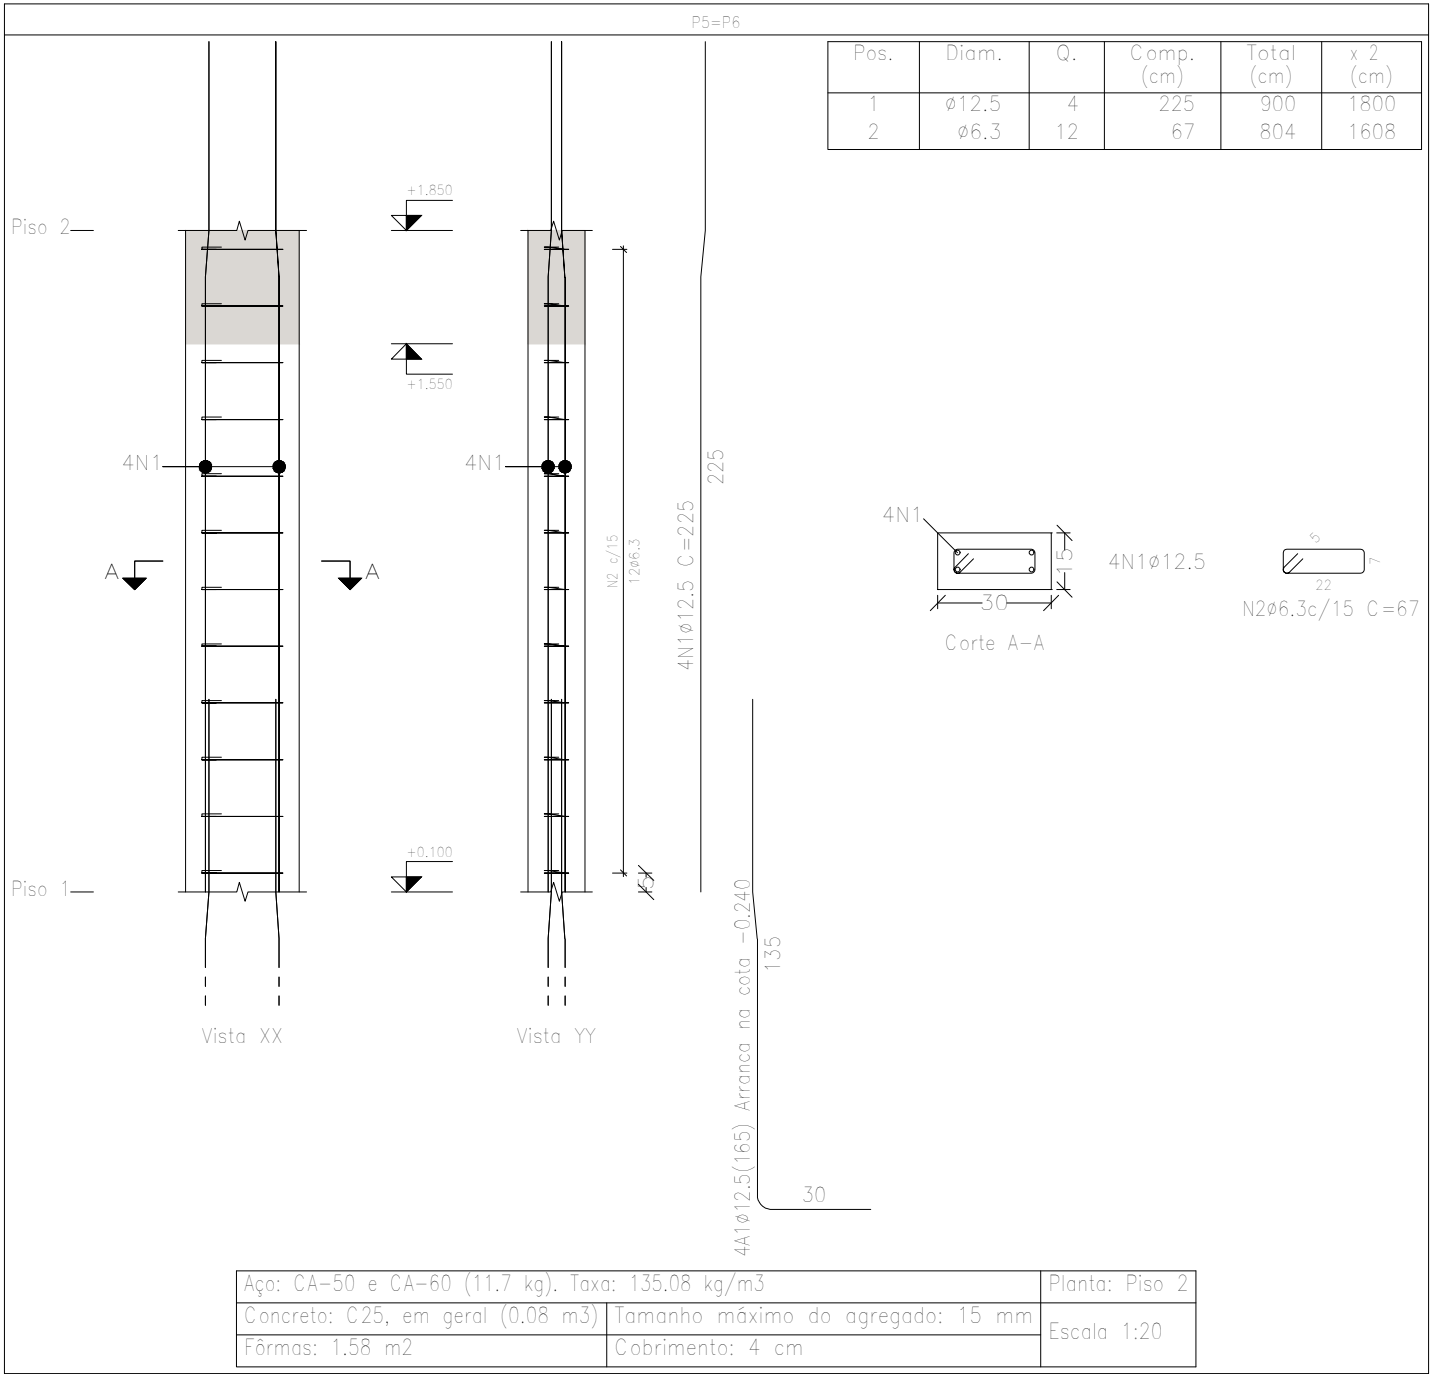 P5=P6
Pos. Diam. Q. Comp. (cm) Total (cm) x 2 (cm)
1 ø12.5 4 225 900 1800
2 ø6.3 12 67 804 1608
+1.850
Piso 2
+1.550
4N1
4N1
225
4N1ø12.5 C=225
N2 c/15
12ø6.3
A
A
4N1
15
30
Corte A-A
4N1ø12.5
5
7
22
N2ø6.3c/15 C=67
+0.100
Piso 1
5
Vista XX
Vista YY
4A1ø12.5(165) Arranca na cota -0.240
135
30
Aço: CA-50 e CA-60 (11.7 kg). Taxa: 135.08 kg/m3
Planta: Piso 2
Concreto: C25, em geral (0.08 m3)
Tamanho máximo do agregado: 15 mm
Escala 1:20
Fôrmas: 1.58 m2
Cobrimento: 4 cm